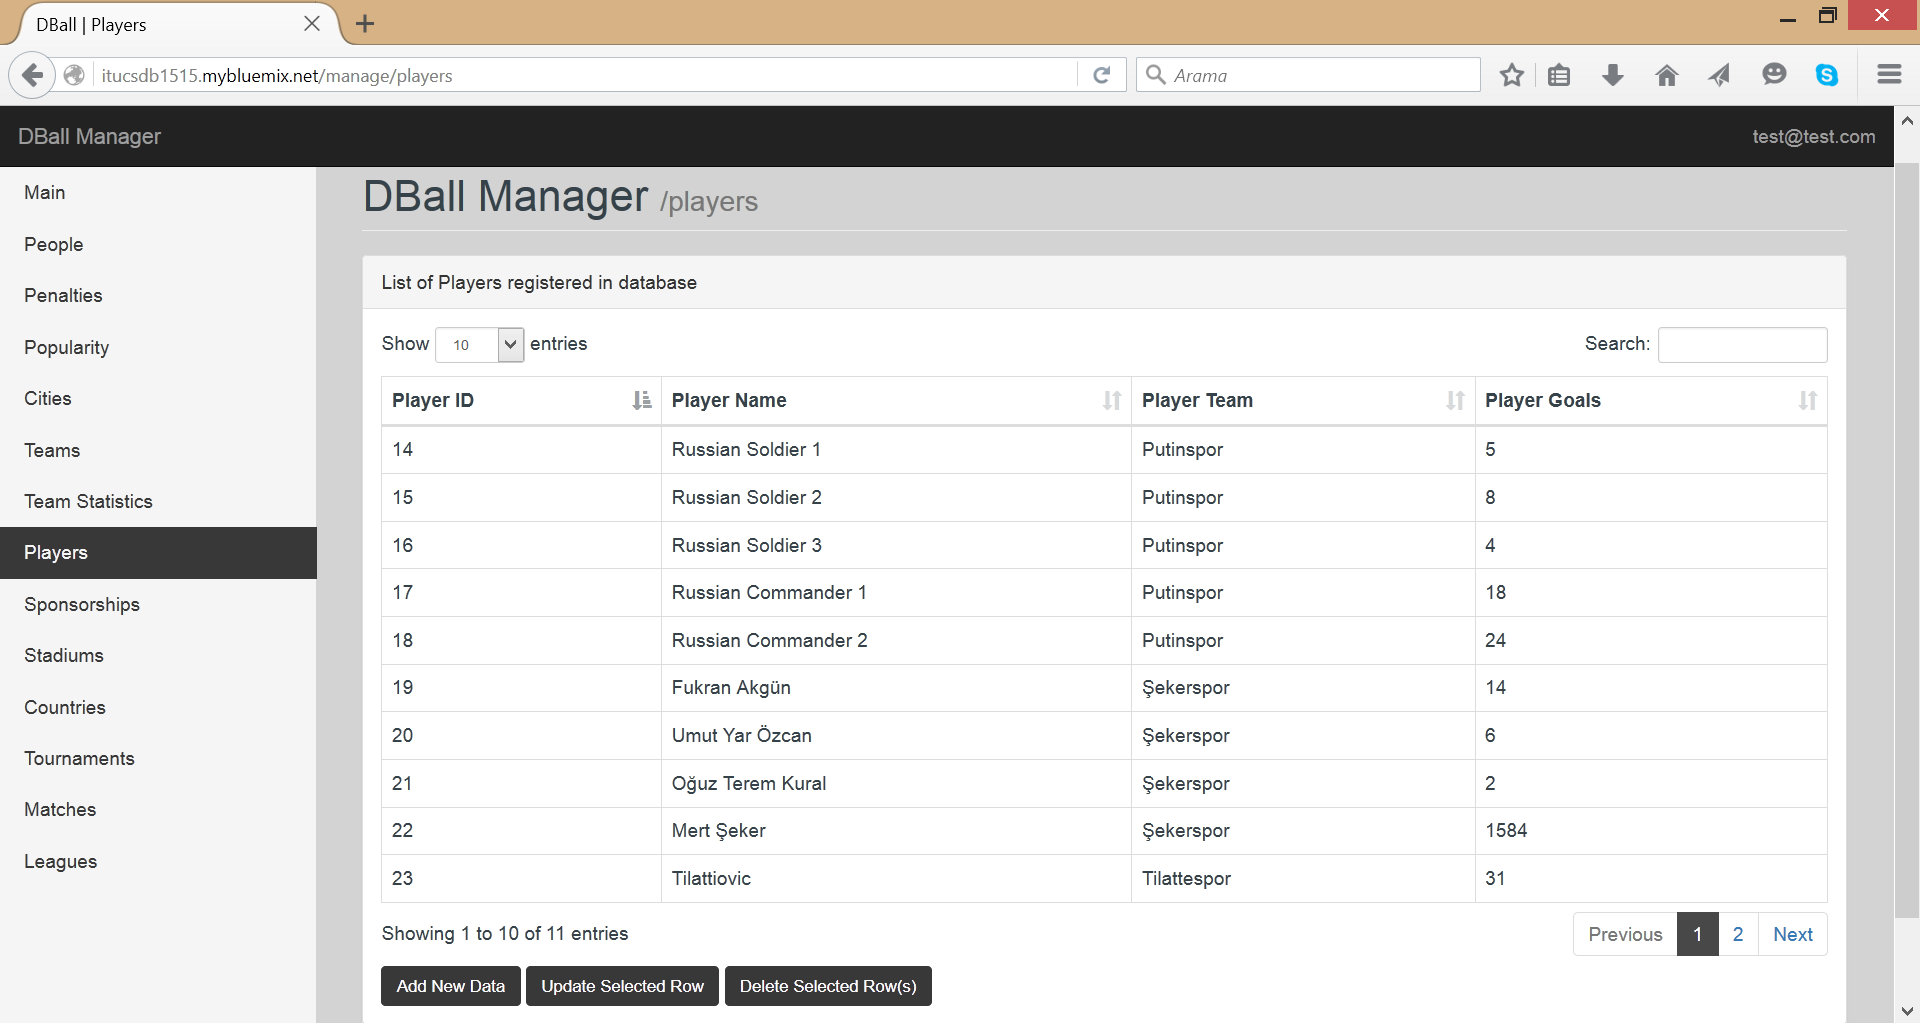 DBall | Players
itucsdb1515.mybluemix.net/manage/players
Arama
DBall Manager
test@test.com
Main
People
Penalties
Popularity
Cities
Teams
Team Statistics
Players
Sponsorships
Stadiums
Countries
Tournaments
Matches
Leagues
DBall Manager /players
List of Players registered in database
Show 10 entries
Search:
Player ID Player Name Player Team Player Goals
14 Russian Soldier 1 Putinspor 5
15 Russian Soldier 2 Putinspor 8
16 Russian Soldier 3 Putinspor 4
17 Russian Commander 1 Putinspor 18
18 Russian Commander 2 Putinspor 24
19 Fukran Akgün Şekerspor 14
20 Umut Yar Özcan Şekerspor 6
21 Oğuz Terem Kural Şekerspor 2
22 Mert Şeker Şekerspor 1584
23 Tilattiovic Tilattespor 31
Showing 1 to 10 of 11 entries
Previous 1 2 Next
Add New Data Update Selected Row Delete Selected Row(s)